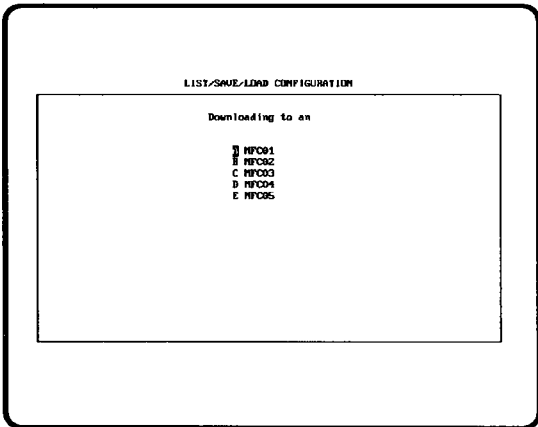 LIST/SAVE/LOAD CONFIGURATION
Downloading to an
A MFC01
B MFC02
C MFC03
D MFC04
E MFC05